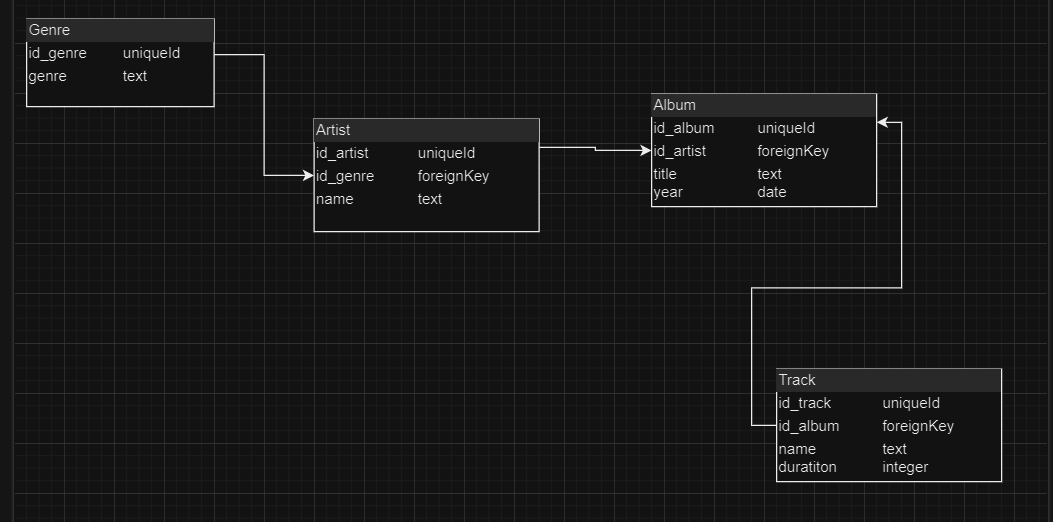 Genre
id_genre uniqueId
genre text
Artist
id_artist uniqueId
id_genre foreignKey
name text
Album
id_album uniqueId
id_artist foreignKey
title text
year date
Track
id_track uniqueId
id_album foreignKey
name text
duratiton integer